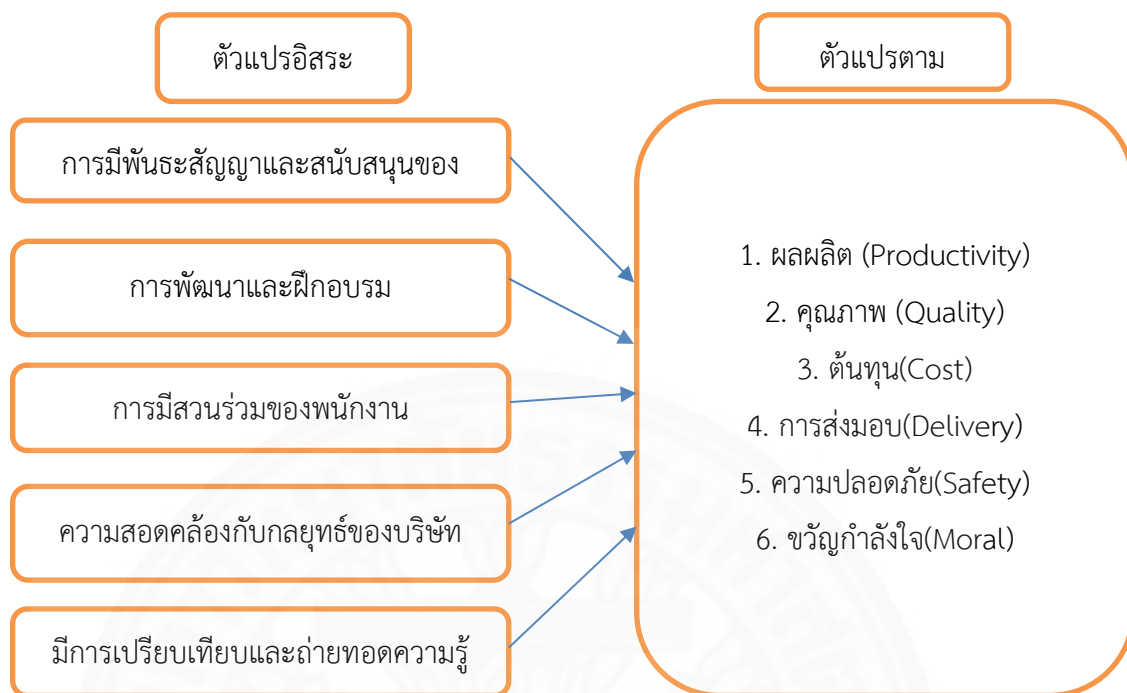 ตัวแปรอิสระ
ตัวแปรตาม
การมีพันธะสัญญาและสนับสนุนของ
การพัฒนาและฝึกอบรม
การมีสวนร่วมของพนักงาน
ความสอดคล้องกับกลยุทธ์ของบริษัท
มีการเปรียบเทียบและถ่ายทอดความรู้
1. ผลผลิต (Productivity)
2. คุณภาพ (Quality)
3. ต้นทุน(Cost)
4. การส่งมอบ(Delivery)
5. ความปลอดภัย(Safety)
6. ขวัญกำลังใจ(Moral)